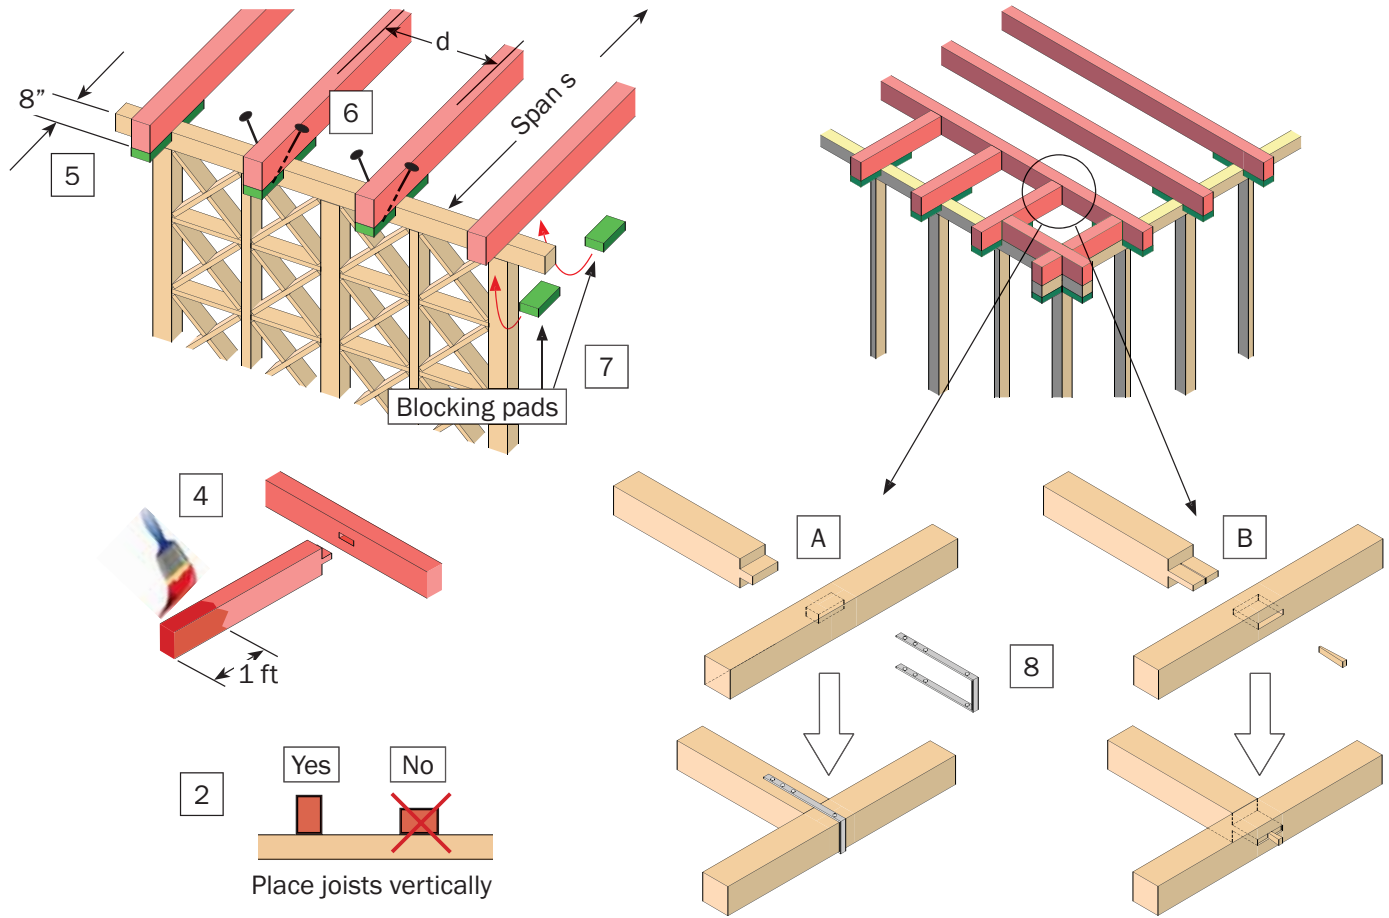 d
8”
Span s
6
5
7
Blocking pads
4
1 ft
A
B
8
2
Yes
No
Place joists vertically